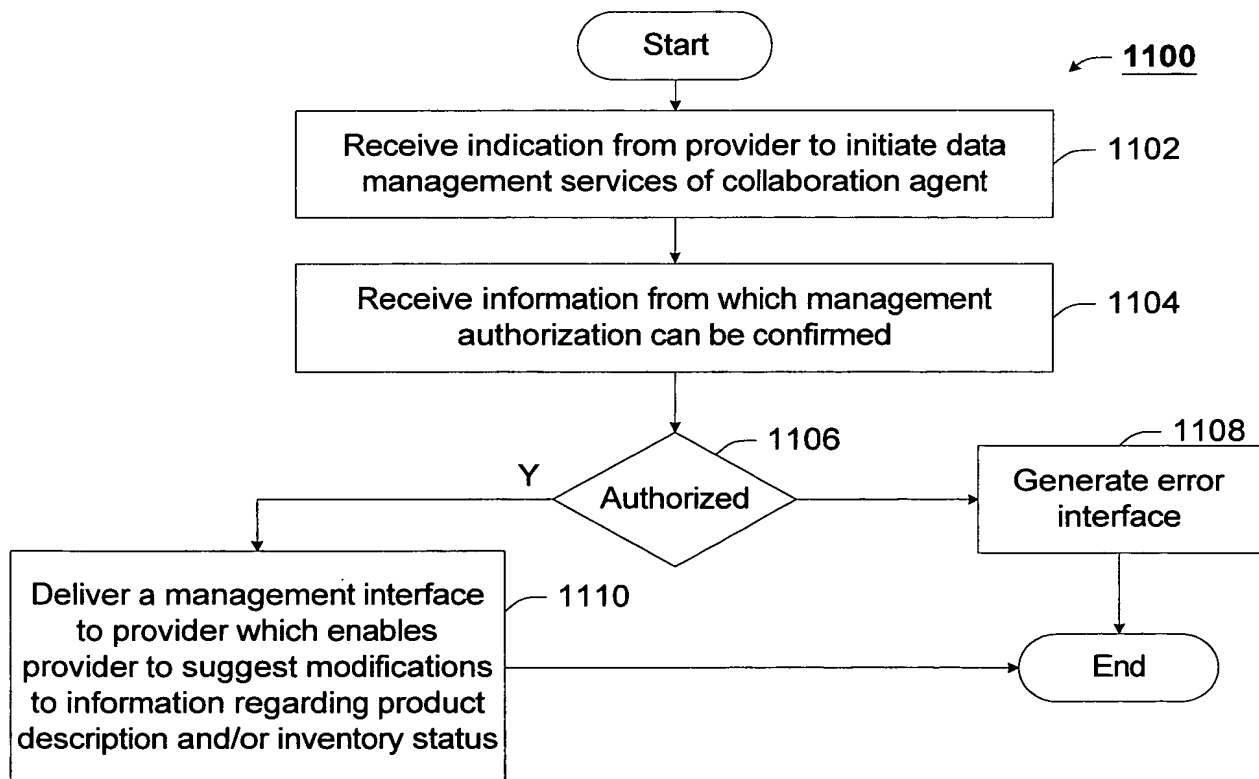 Start
1100
Receive indication from provider to initiate data
management services of collaboration agent
1102
Receive information from which management
authorization can be confirmed
1104
1106
1108
Y
Authorized
Generate error
interface
Deliver a management interface
to provider which enables
provider to suggest modifications
to information regarding product
description and/or inventory status
1110
End